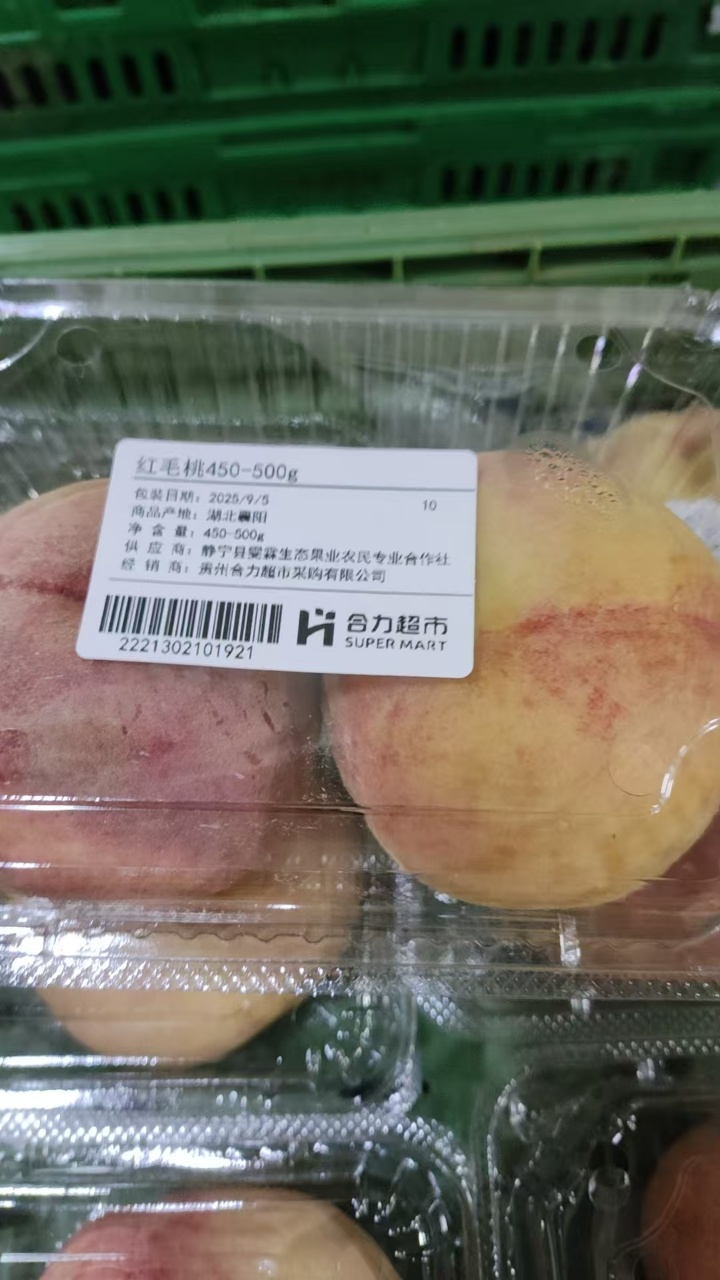 红毛桃450-500g
包装日期：2025/9/5 10
商品产地：湖北襄阳
净 含 量：450-500g
供 应 商：静宁县雯霖生态果业农民专业合作社
经 销 商：贵州合力超市采购有限公司
2221302101921
合力超市
SUPER MART